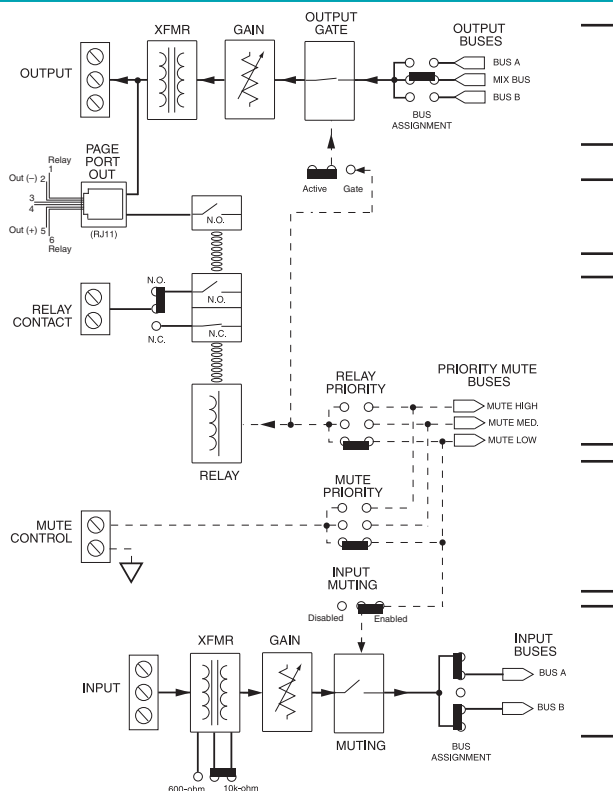 OUTPUT
XFMR
GAIN
OUTPUT
GATE
OUTPUT
BUSES
BUS A
MIX BUS
BUS B
BUS
ASSIGNMENT
Active
Gate
PAGE
PORT
OUT
(RJ11)
Relay
1
Out (–) 2
3
4
Out (+) 5
6
Relay
N.O.
RELAY
CONTACT
N.O.
N.C.
N.O.
N.C.
RELAY
RELAY
PRIORITY
PRIORITY MUTE
BUSES
MUTE HIGH
MUTE MED.
MUTE LOW
MUTE
PRIORITY
MUTE
CONTROL
INPUT
MUTING
Disabled
Enabled
INPUT
XFMR
GAIN
MUTING
INPUT
BUSES
BUS A
BUS B
BUS
ASSIGNMENT
600-ohm
10k-ohm